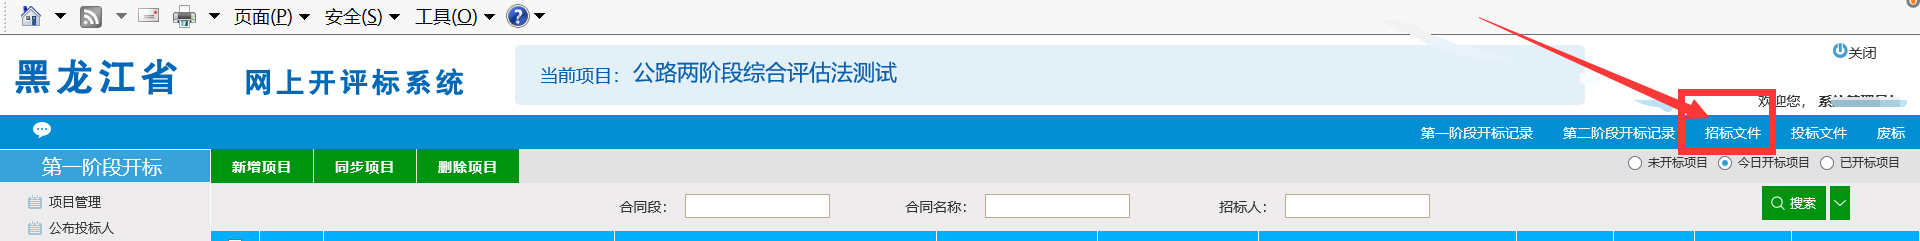 页面(P) 安全(S) 工具(O)
黑龙江省 网上开评标系统 当前项目： 公路两阶段综合评估法测试
关闭
欢迎您，
第一阶段开标记录 第二阶段开标记录 招标文件 投标文件 废标
第一阶段开标 新增项目 同步项目 删除项目 未开标项目 今日开标项目 已开标项目
项目管理 合同段： 合同名称： 招标人： 搜索
公布投标人